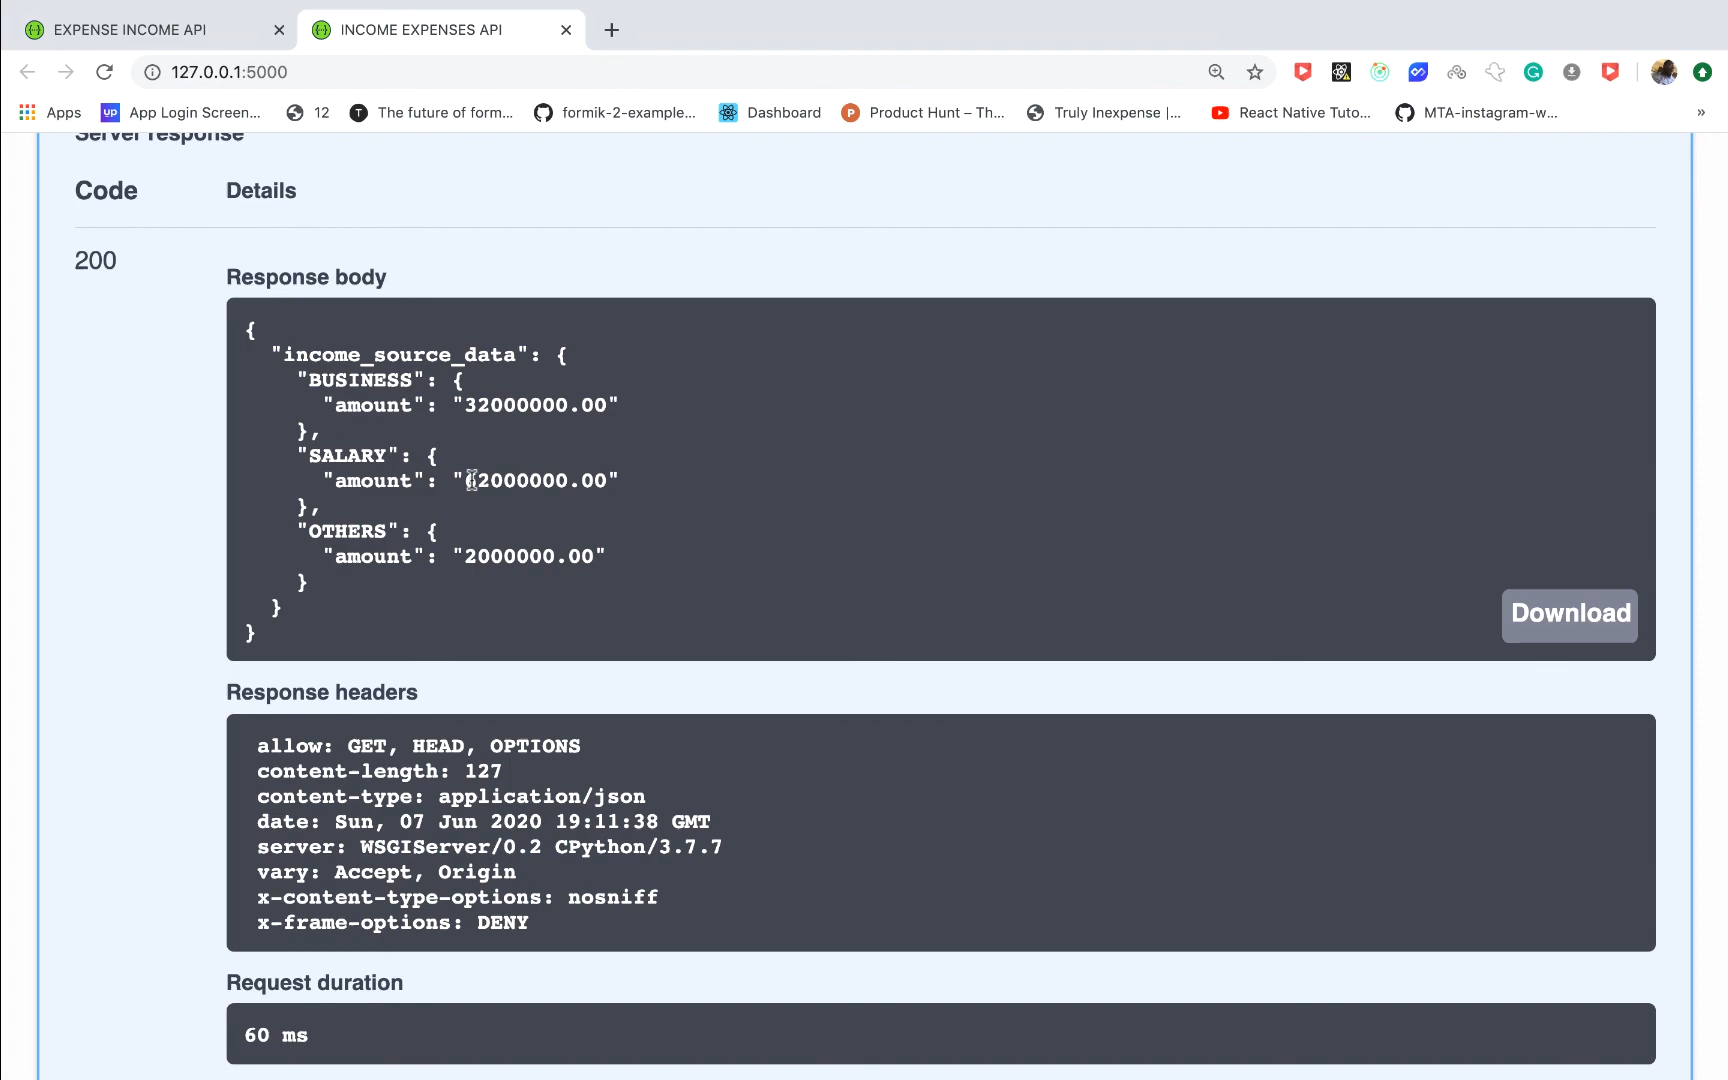 EXPENSE INCOME API
INCOME EXPENSES API
127.0.0.1:5000
Apps
up
App Login Screen...
12
T
The future of form...
formik-2-example...
Dashboard
P
Product Hunt – Th...
Truly Inexpense |...
React Native Tuto...
MTA-instagram-w...
»
Server response
Code
Details
200
Response body
{
"income_source_data": {
"BUSINESS": {
"amount": "32000000.00"
},
"SALARY": {
"amount":
},
"OTHERS": {
"amount": "2000000.00"
}
}
}
Download
Response headers
allow: GET, HEAD, OPTIONS
content-length: 127
content-type: application/json
date: Sun, 07 Jun 2020 19:11:38 GMT
server: WSGIServer/0.2 CPython/3.7.7
vary: Accept, Origin
x-content-type-options: nosniff
x-frame-options: DENY
Request duration
60 ms